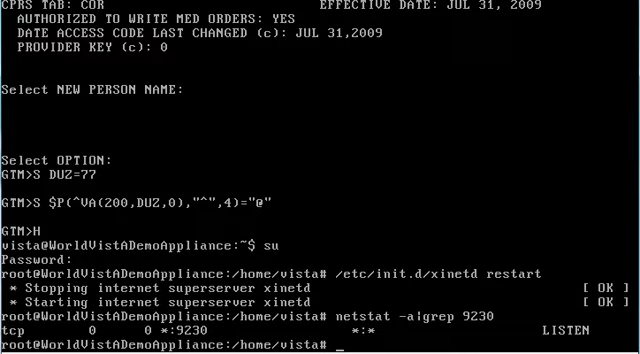 CPRS TAB: COR EFFECTIVE DATE: JUL 31, 2009
AUTHORIZED TO WRITE MED ORDERS: YES
DATE ACCESS CODE LAST CHANGED (c): JUL 31,2009
PROVIDER KEY (c): 0
Select NEW PERSON NAME:
Select OPTION:
GTM>S DUZ=77
GTM>S $P(^VA(200,DUZ,0),"^",4)="@"
GTM>H
vista@WorldVistADemoAppliance:~$ su
Password:
root@WorldVistADemoAppliance:/home/vista# /etc/init.d/xinetd restart
* Stopping internet superserver xinetd [ OK ]
* Starting internet superserver xinetd [ OK ]
root@WorldVistADemoAppliance:/home/vista# netstat -a|grep 9230
tcp 0 0 *:9230 *:* LISTEN
root@WorldVistADemoAppliance:/home/vista# _